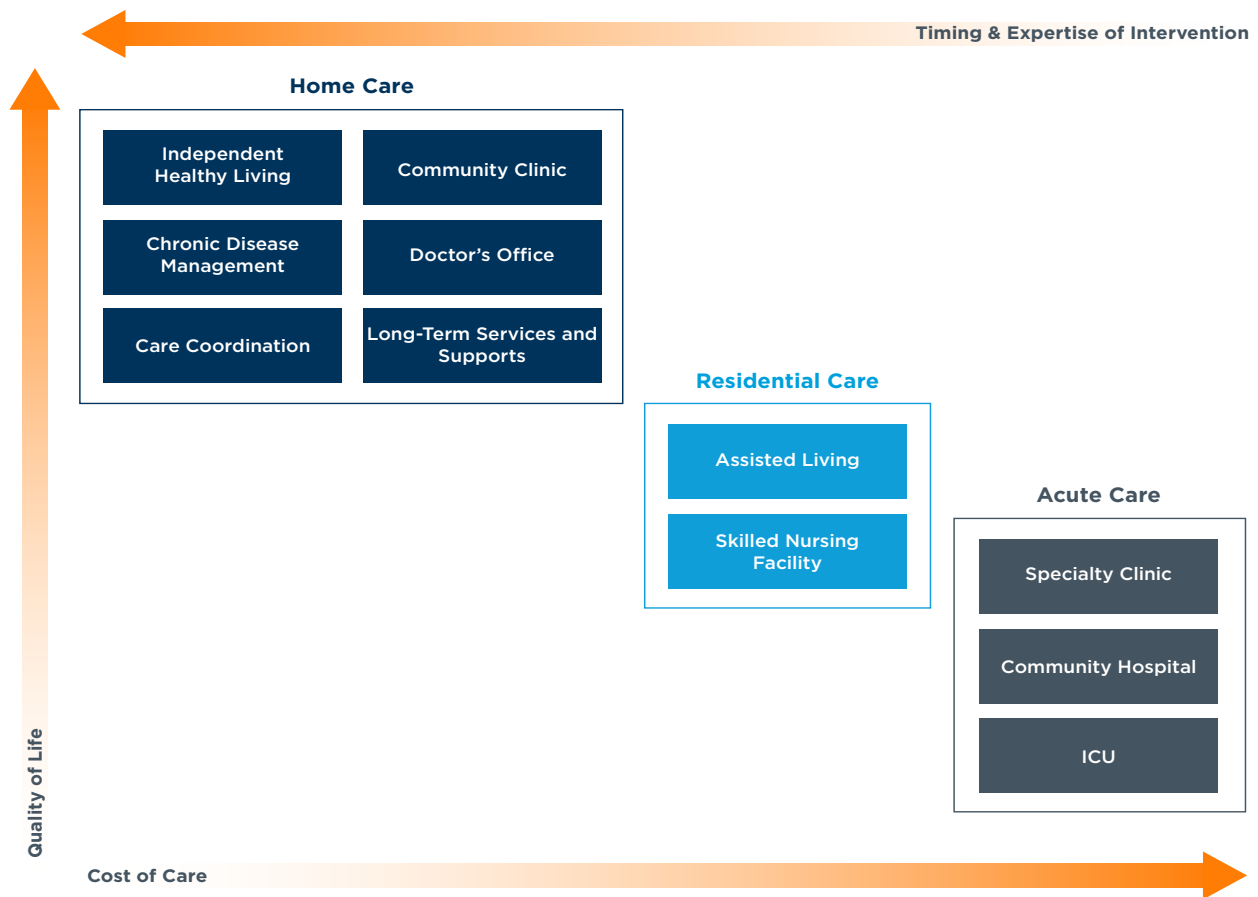 Timing & Expertise of Intervention
Home Care
Independent
Healthy Living
Community Clinic
Chronic Disease
Management
Doctor’s Office
Care Coordination
Long-Term Services and
Supports
Residential Care
Assisted Living
Skilled Nursing
Facility
Acute Care
Specialty Clinic
Community Hospital
ICU
Quality of Life
Cost of Care